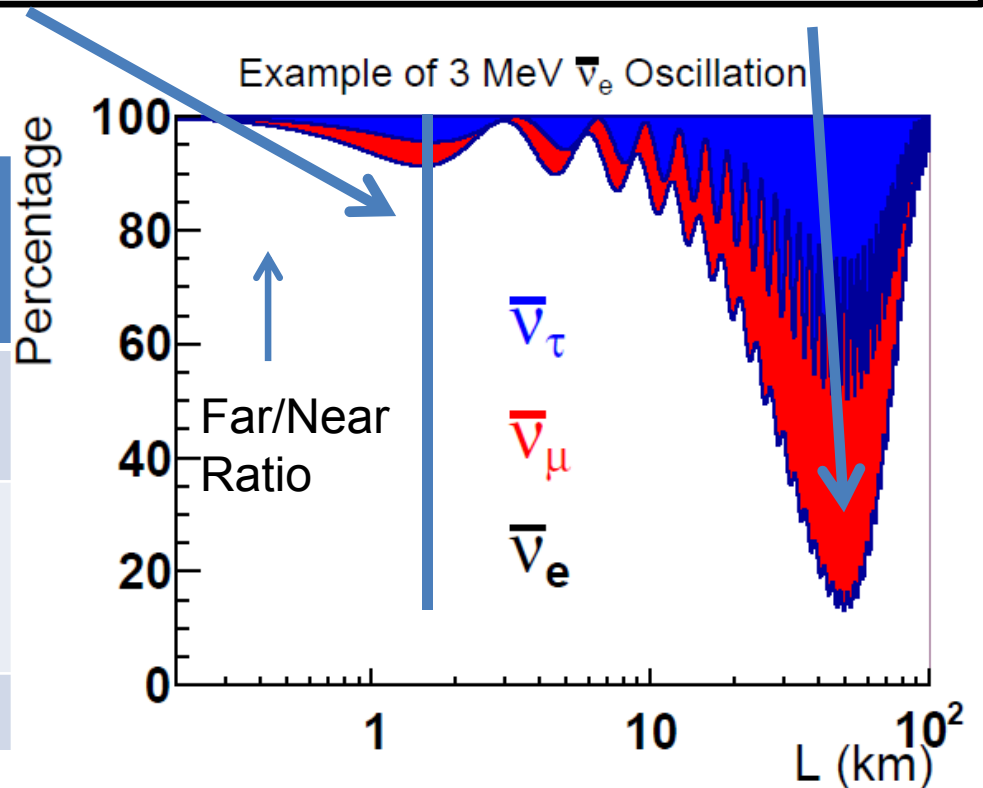 Example of 3 MeV ν̅e Oscillation
Percentage
100
80
60
40
20
0
Far/Near
Ratio
ν̅τ
ν̅μ
ν̅e
1
10
10²
L (km)